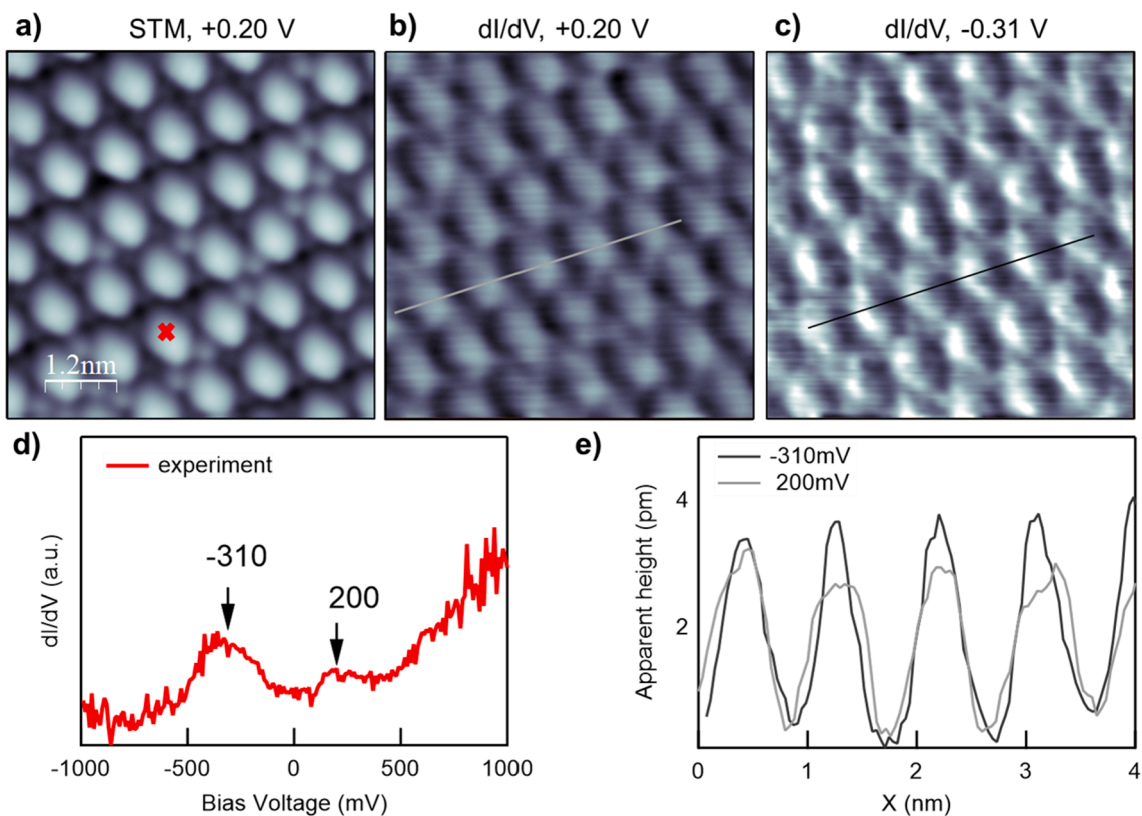 a) STM, +0.20 V
b) dI/dV, +0.20 V
c) dI/dV, -0.31 V
1.2nm
d)
experiment
-310
200
dI/dV (a.u.)
-1000 -500 0 500 1000
Bias Voltage (mV)
e)
-310mV
200mV
Apparent height (pm)
4
2
0 1 2 3 4
X (nm)